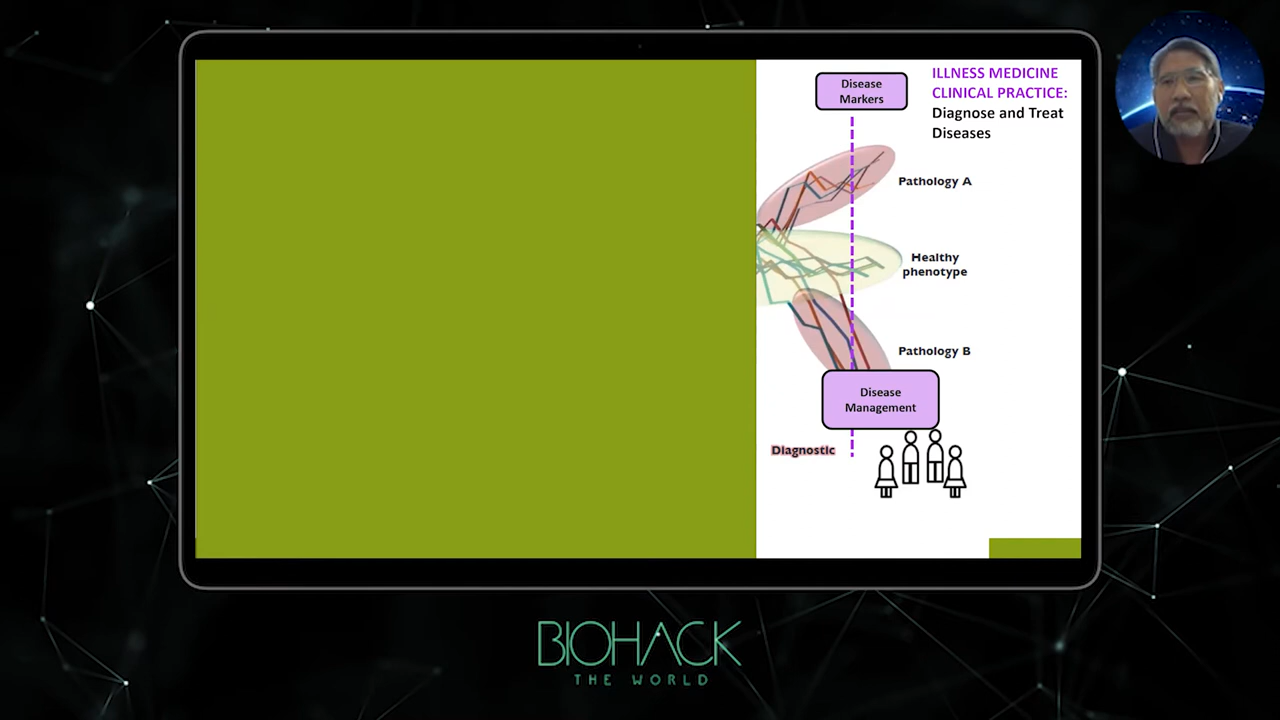 Disease
Markers
ILLNESS MEDICINE
CLINICAL PRACTICE:
Diagnose and Treat
Diseases
Pathology A
Healthy
phenotype
Pathology B
Disease
Management
Diagnostic
BIOHACK
THE WORLD